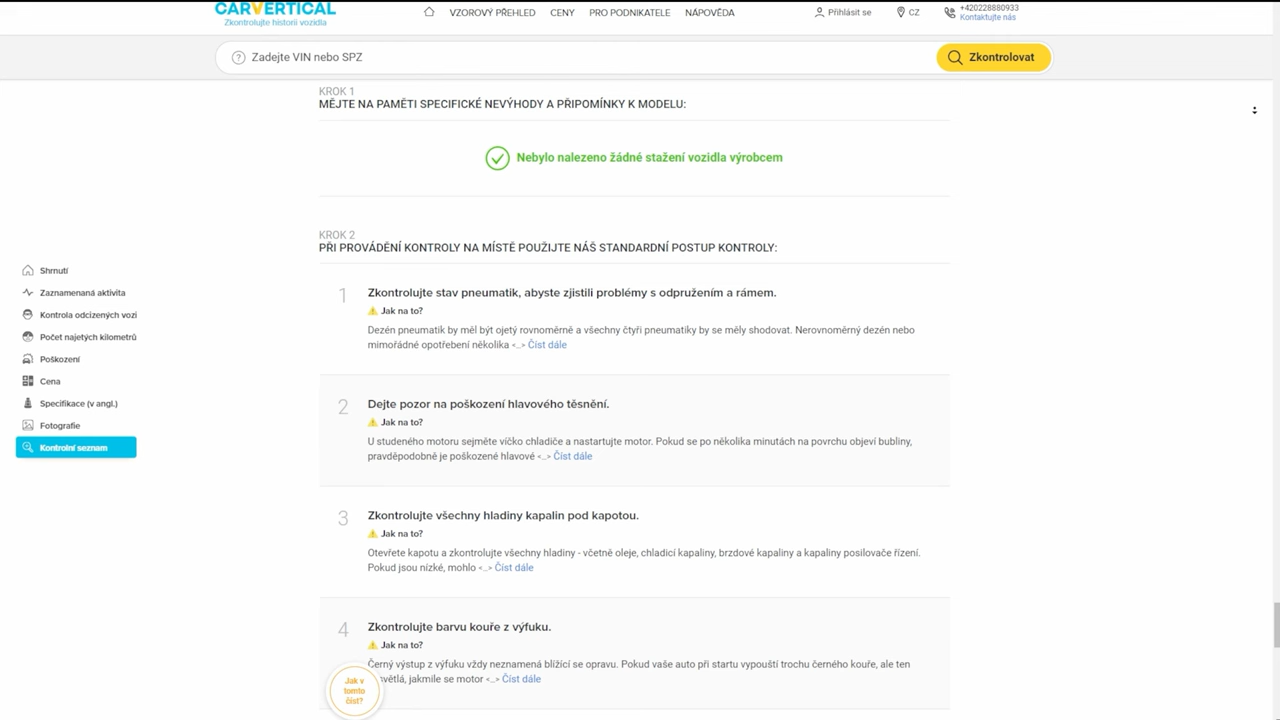 CARVERTICAL
Zkontrolujte historii vozidla
VZOROVÝ PŘEHLED CENY PRO PODNIKATELE NÁPOVĚDA
Přihlásit se
CZ
+420228880933
Kontaktujte nás
Zadejte VIN nebo SPZ
Zkontrolovat
KROK 1
MĚJTE NA PAMĚTI SPECIFICKÉ NEVÝHODY A PŘIPOMÍNKY K MODELU:
Nebylo nalezeno žádné stažení vozidla výrobcem
KROK 2
PŘI PROVÁDĚNÍ KONTROLY NA MÍSTĚ POUŽIJTE NÁŠ STANDARDNÍ POSTUP KONTROLY:
Shrnutí
Zaznamenaná aktivita
Kontrola odcizených vozi
Počet najetých kilometrů
Poškození
Cena
Specifikace (v angl.)
Fotografie
Kontrolní seznam
1 Zkontrolujte stav pneumatik, abyste zjistili problémy s odpružením a rámem.
Jak na to?
Dezén pneumatik by měl být ojetý rovnoměrně a všechny čtyři pneumatiky by se měly shodovat. Nerovnoměrný dezén nebo
mimořádné opotřebení několika <...> Číst dále
2 Dejte pozor na poškození hlavového těsnění.
Jak na to?
U studeného motoru sejměte víčko chladiče a nastartujte motor. Pokud se po několika minutách na povrchu objeví bubliny,
pravděpodobně je poškozené hlavové <...> Číst dále
3 Zkontrolujte všechny hladiny kapalin pod kapotou.
Jak na to?
Otevřete kapotu a zkontrolujte všechny hladiny - včetně oleje, chladicí kapaliny, brzdové kapaliny a kapaliny posilovače řízení.
Pokud jsou nízké, mohlo <...> Číst dále
4 Zkontrolujte barvu kouře z výfuku.
Jak na to?
Černý výstup z výfuku vždy neznamená blížící se opravu. Pokud vaše auto při startu vypouští trochu černého kouře, ale ten
světlá, jakmile se motor <...> Číst dále
Jak v
tomto
číst?